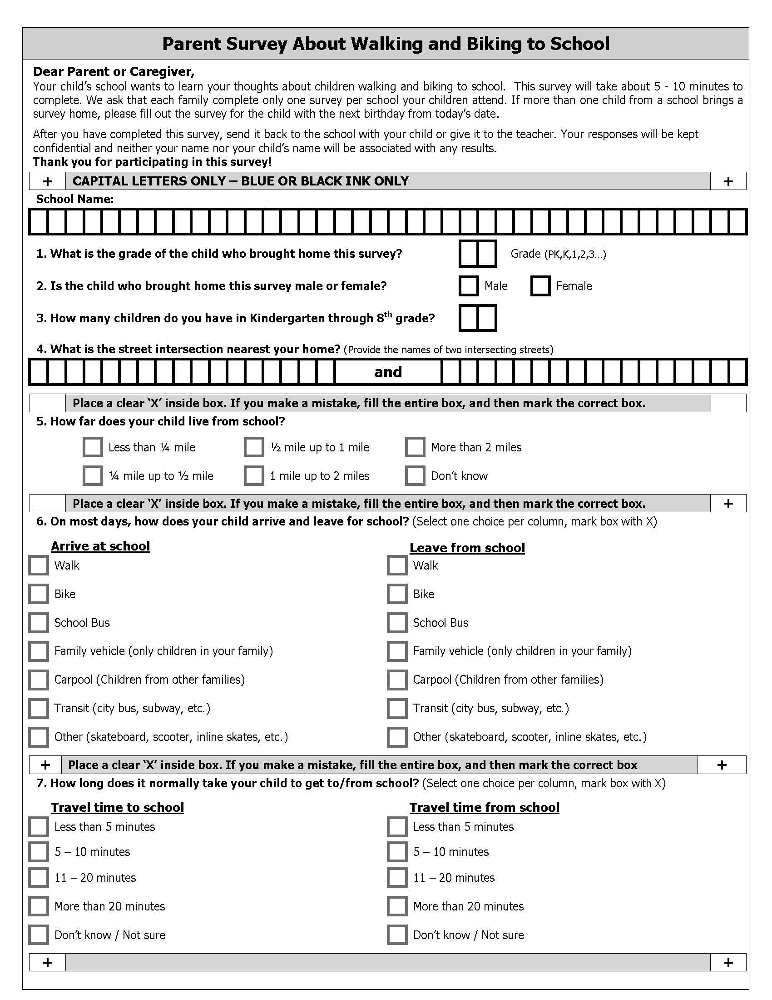 Parent Survey About Walking and Biking to School
Dear Parent or Caregiver,
Your child’s school wants to learn your thoughts about children walking and biking to school.  This survey will take about 5 - 10 minutes to
complete. We ask that each family complete only one survey per school your children attend. If more than one child from a school brings a
survey home, please fill out the survey for the child with the next birthday from today’s date.
After you have completed this survey, send it back to the school with your child or give it to the teacher. Your responses will be kept
confidential and neither your name nor your child’s name will be associated with any results.
Thank you for participating in this survey!
+ CAPITAL LETTERS ONLY – BLUE OR BLACK INK ONLY +
School Name:
1. What is the grade of the child who brought home this survey? Grade (PK,K,1,2,3…)
2. Is the child who brought home this survey male or female? Male Female
3. How many children do you have in Kindergarten through 8th grade?
4. What is the street intersection nearest your home? (Provide the names of two intersecting streets)
and
Place a clear ‘X’ inside box. If you make a mistake, fill the entire box, and then mark the correct box.
5. How far does your child live from school?
Less than ¼ mile ½ mile up to 1 mile More than 2 miles
¼ mile up to ½ mile 1 mile up to 2 miles Don’t know
Place a clear ‘X’ inside box. If you make a mistake, fill the entire box, and then mark the correct box. +
6. On most days, how does your child arrive and leave for school? (Select one choice per column, mark box with X)
Arrive at school Leave from school
Walk Walk
Bike Bike
School Bus School Bus
Family vehicle (only children in your family) Family vehicle (only children in your family)
Carpool (Children from other families) Carpool (Children from other families)
Transit (city bus, subway, etc.) Transit (city bus, subway, etc.)
Other (skateboard, scooter, inline skates, etc.) Other (skateboard, scooter, inline skates, etc.)
+ Place a clear ‘X’ inside box. If you make a mistake, fill the entire box, and then mark the correct box +
7. How long does it normally take your child to get to/from school? (Select one choice per column, mark box with X)
Travel time to school Travel time from school
Less than 5 minutes Less than 5 minutes
5 – 10 minutes 5 – 10 minutes
11 – 20 minutes 11 – 20 minutes
More than 20 minutes More than 20 minutes
Don’t know / Not sure Don’t know / Not sure
+ +